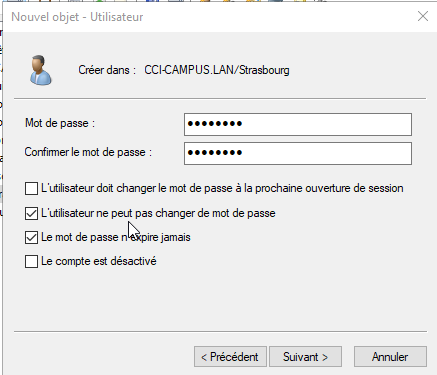 Nouvel objet - Utilisateur
Créer dans : CCI-CAMPUS.LAN/Strasbourg
Mot de passe :
Confirmer le mot de passe :
L'utilisateur doit changer le mot de passe à la prochaine ouverture de session
L'utilisateur ne peut pas changer de mot de passe
Le mot de passe n'expire jamais
Le compte est désactivé
< Précédent Suivant > Annuler